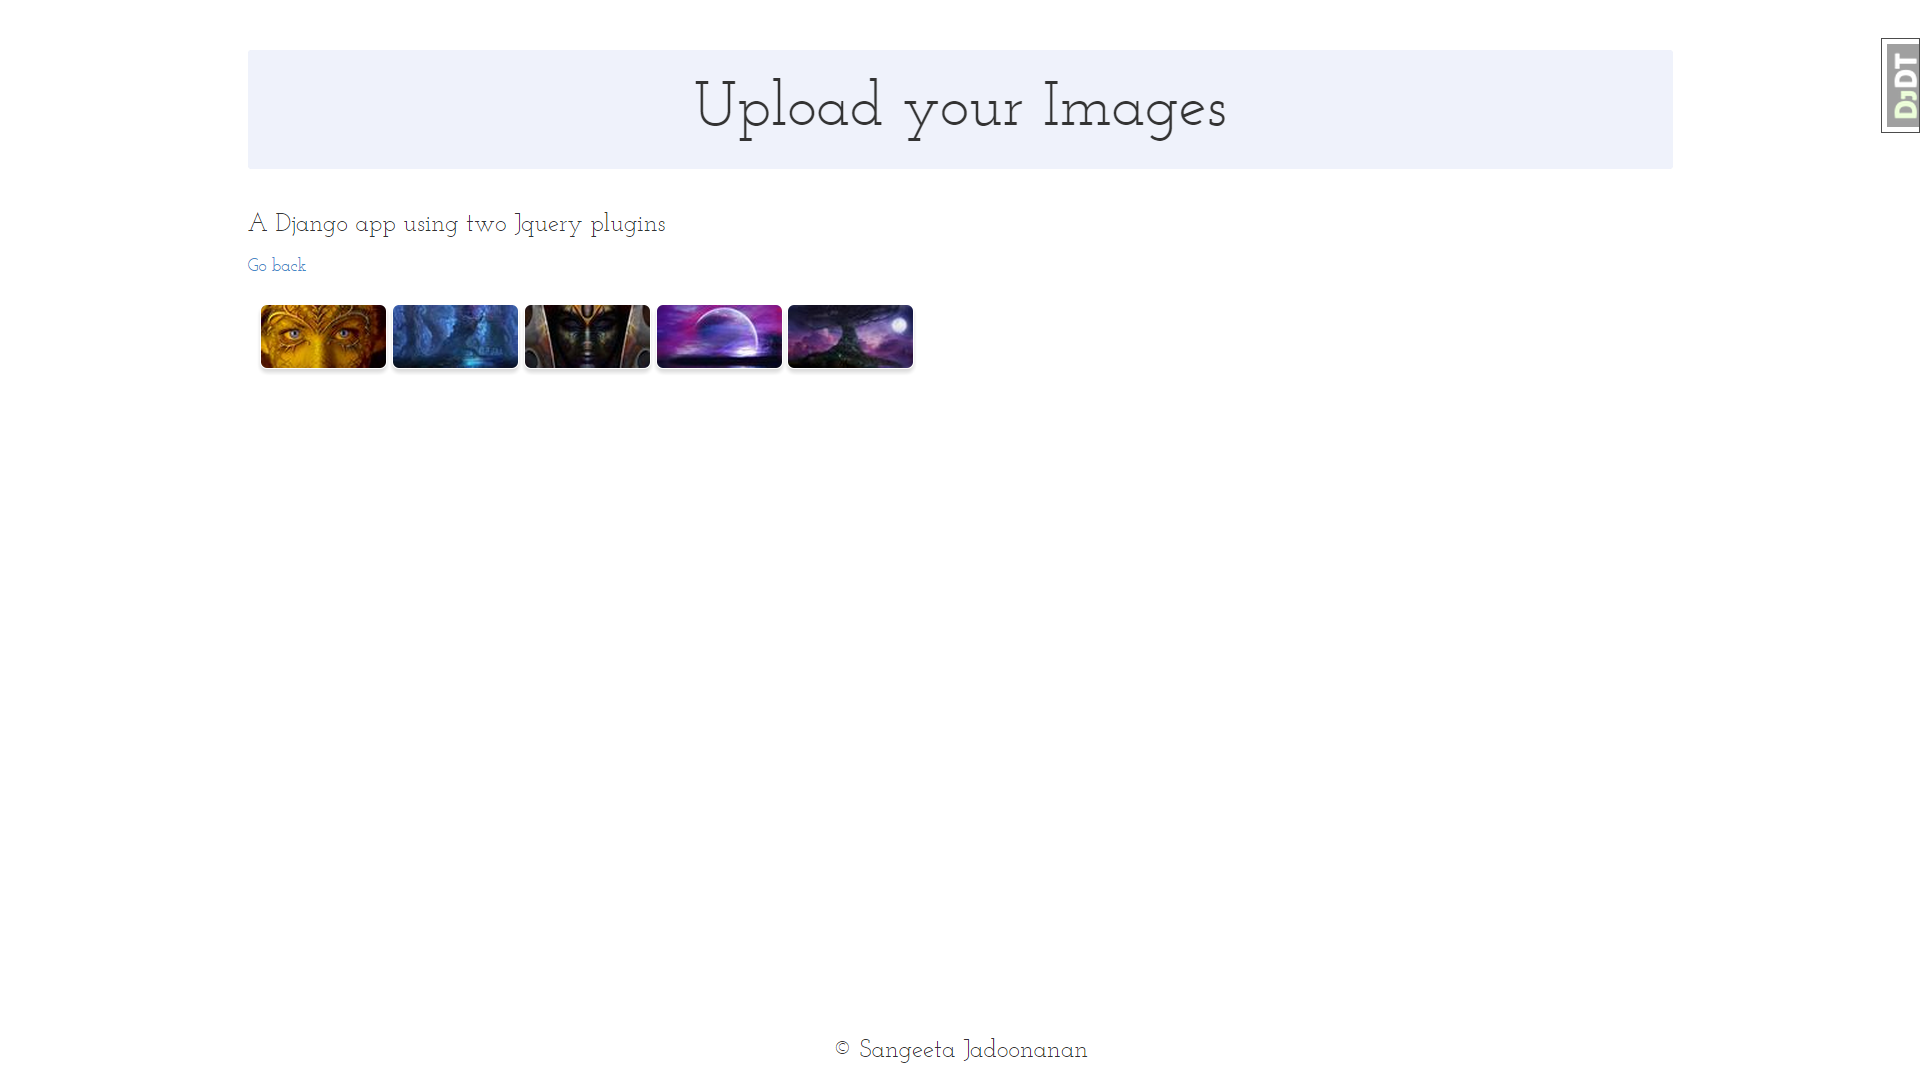 Upload your Images
DjDT
A Django app using two Jquery plugins
Go back
© Sangeeta Jadoonanan